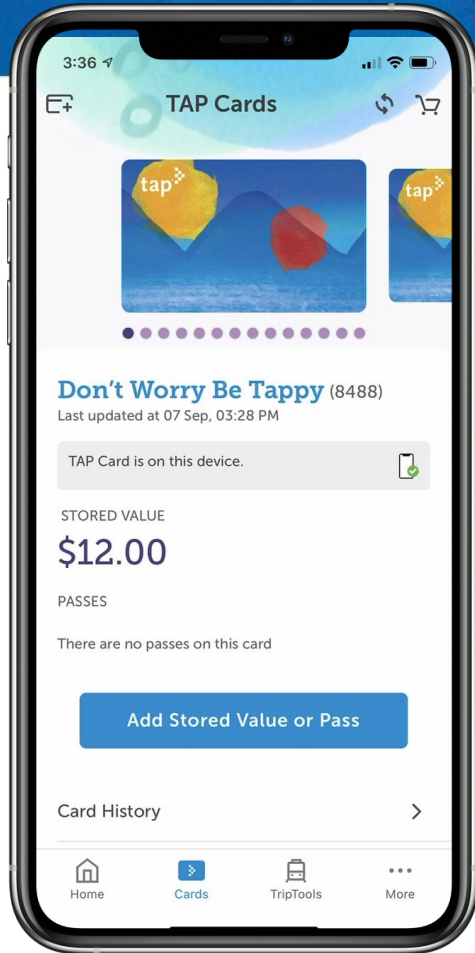 3:36
TAP Cards
tap
tap
Don't Worry Be Tappy (8488)
Last updated at 07 Sep, 03:28 PM
TAP Card is on this device.
STORED VALUE
$12.00
PASSES
There are no passes on this card
Add Stored Value or Pass
Card History
Home Cards TripTools More